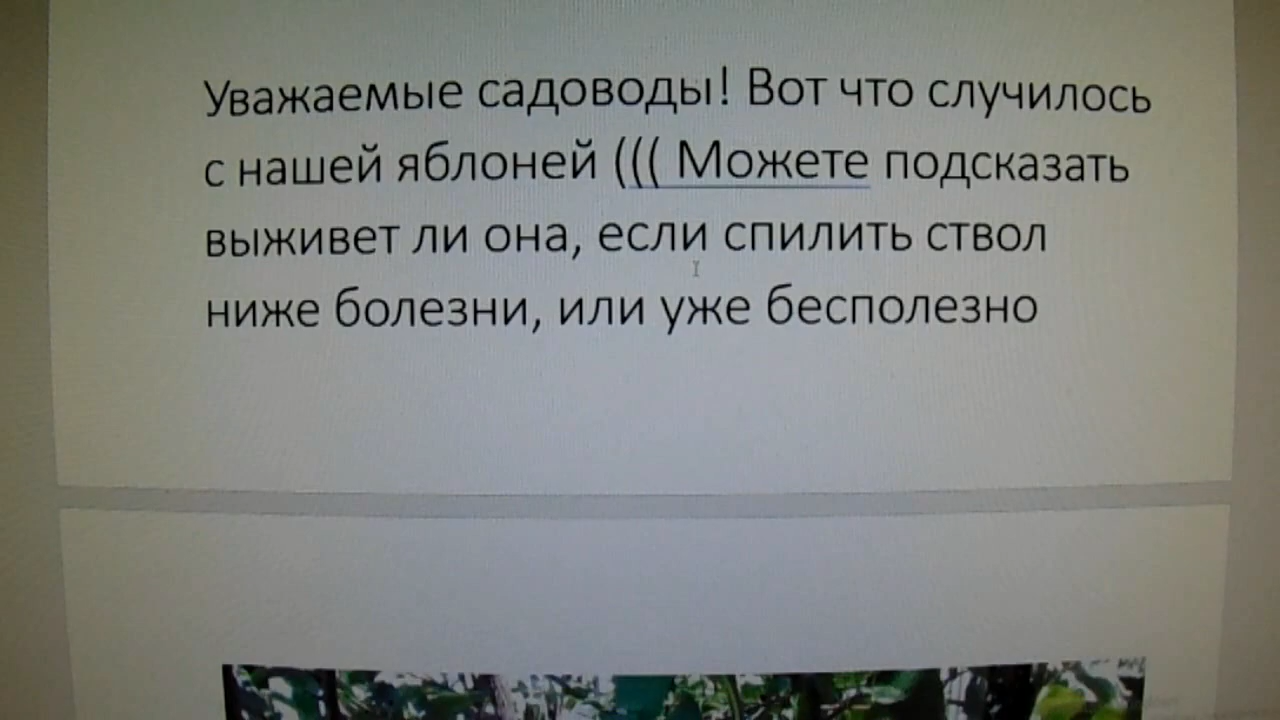 Уважаемые садоводы! Вот что случилось
с нашей яблоней ((( Можете подсказать
выживет ли она, если спилить ствол
ниже болезни, или уже бесполезно